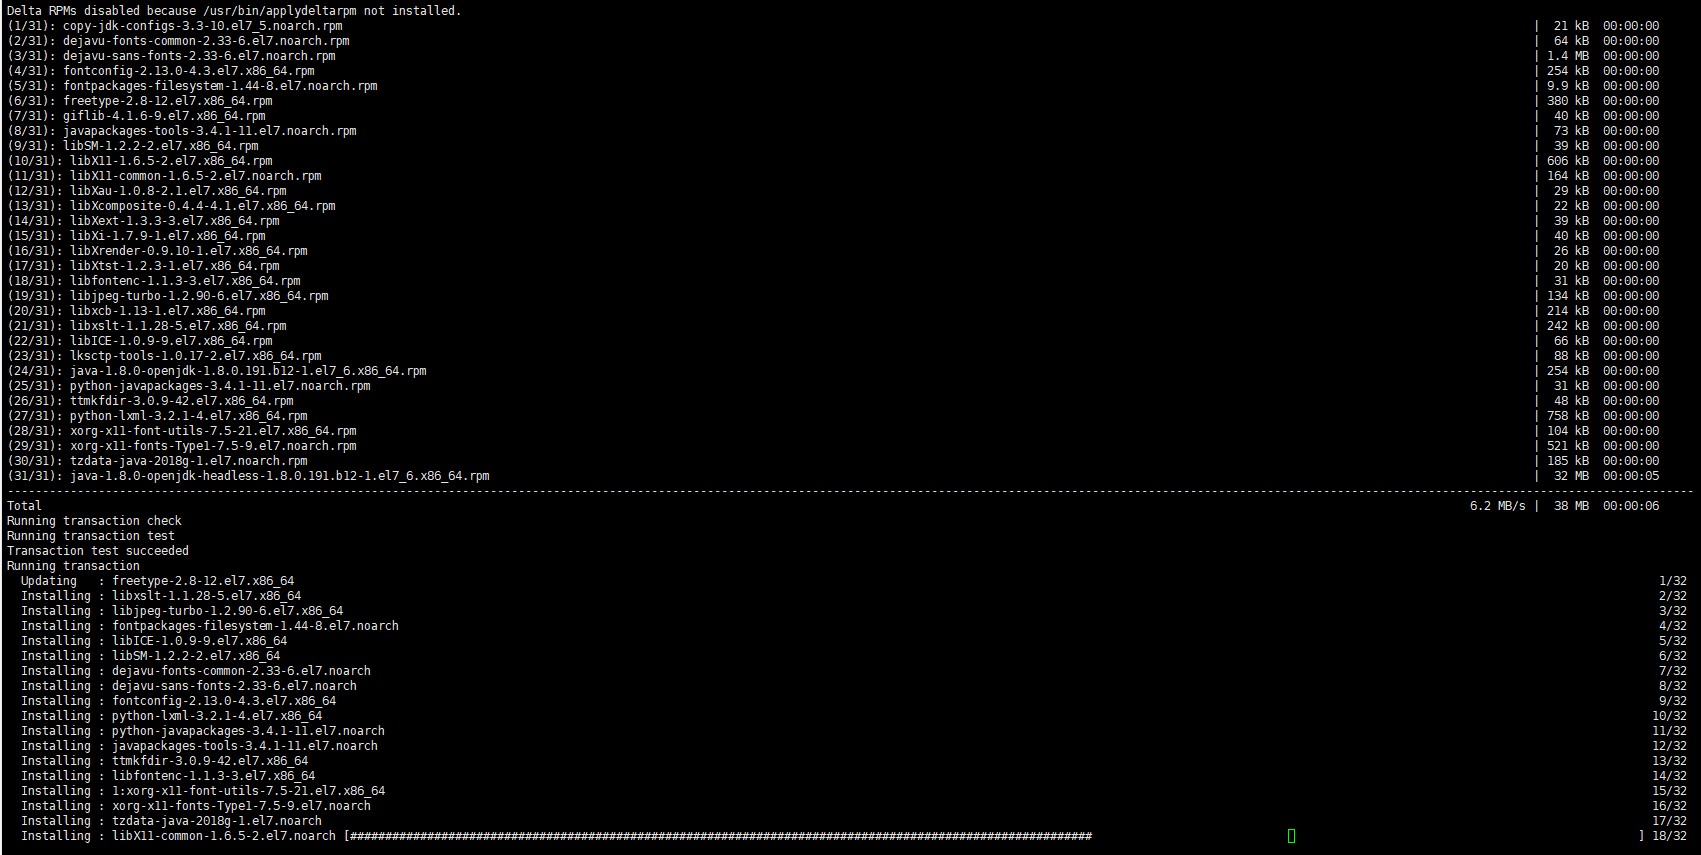 Delta RPMs disabled because /usr/bin/applydeltarpm not installed.
(1/31): copy-jdk-configs-3.3-10.el7_5.noarch.rpm | 21 kB 00:00:00
(2/31): dejavu-fonts-common-2.33-6.el7.noarch.rpm | 64 kB 00:00:00
(3/31): dejavu-sans-fonts-2.33-6.el7.noarch.rpm | 1.4 MB 00:00:00
(4/31): fontconfig-2.13.0-4.3.el7.x86_64.rpm | 254 kB 00:00:00
(5/31): fontpackages-filesystem-1.44-8.el7.noarch.rpm | 9.9 kB 00:00:00
(6/31): freetype-2.8-12.el7.x86_64.rpm | 380 kB 00:00:00
(7/31): giflib-4.1.6-9.el7.x86_64.rpm | 40 kB 00:00:00
(8/31): javapackages-tools-3.4.1-11.el7.noarch.rpm | 73 kB 00:00:00
(9/31): libSM-1.2.2-2.el7.x86_64.rpm | 39 kB 00:00:00
(10/31): libX11-1.6.5-2.el7.x86_64.rpm | 606 kB 00:00:00
(11/31): libX11-common-1.6.5-2.el7.noarch.rpm | 164 kB 00:00:00
(12/31): libXau-1.0.8-2.1.el7.x86_64.rpm | 29 kB 00:00:00
(13/31): libXcomposite-0.4.4-4.1.el7.x86_64.rpm | 22 kB 00:00:00
(14/31): libXext-1.3.3-3.el7.x86_64.rpm | 39 kB 00:00:00
(15/31): libXi-1.7.9-1.el7.x86_64.rpm | 40 kB 00:00:00
(16/31): libXrender-0.9.10-1.el7.x86_64.rpm | 26 kB 00:00:00
(17/31): libXtst-1.2.3-1.el7.x86_64.rpm | 20 kB 00:00:00
(18/31): libfontenc-1.1.3-3.el7.x86_64.rpm | 31 kB 00:00:00
(19/31): libjpeg-turbo-1.2.90-6.el7.x86_64.rpm | 134 kB 00:00:00
(20/31): libxcb-1.13-1.el7.x86_64.rpm | 214 kB 00:00:00
(21/31): libxslt-1.1.28-5.el7.x86_64.rpm | 242 kB 00:00:00
(22/31): libICE-1.0.9-9.el7.x86_64.rpm | 66 kB 00:00:00
(23/31): lksctp-tools-1.0.17-2.el7.x86_64.rpm | 88 kB 00:00:00
(24/31): java-1.8.0-openjdk-1.8.0.191.b12-1.el7_6.x86_64.rpm | 254 kB 00:00:00
(25/31): python-javapackages-3.4.1-11.el7.noarch.rpm | 31 kB 00:00:00
(26/31): ttmkfdir-3.0.9-42.el7.x86_64.rpm | 48 kB 00:00:00
(27/31): python-lxml-3.2.1-4.el7.x86_64.rpm | 758 kB 00:00:00
(28/31): xorg-x11-font-utils-7.5-21.el7.x86_64.rpm | 104 kB 00:00:00
(29/31): xorg-x11-fonts-Type1-7.5-9.el7.noarch.rpm | 521 kB 00:00:00
(30/31): tzdata-java-2018g-1.el7.noarch.rpm | 185 kB 00:00:00
(31/31): java-1.8.0-openjdk-headless-1.8.0.191.b12-1.el7_6.x86_64.rpm | 32 MB 00:00:05
Total 6.2 MB/s | 38 MB 00:00:06
Running transaction check
Running transaction test
Transaction test succeeded
Running transaction
Updating : freetype-2.8-12.el7.x86_64 1/32
Installing : libxslt-1.1.28-5.el7.x86_64 2/32
Installing : libjpeg-turbo-1.2.90-6.el7.x86_64 3/32
Installing : fontpackages-filesystem-1.44-8.el7.noarch 4/32
Installing : libICE-1.0.9-9.el7.x86_64 5/32
Installing : libSM-1.2.2-2.el7.x86_64 6/32
Installing : dejavu-fonts-common-2.33-6.el7.noarch 7/32
Installing : dejavu-sans-fonts-2.33-6.el7.noarch 8/32
Installing : fontconfig-2.13.0-4.3.el7.x86_64 9/32
Installing : python-lxml-3.2.1-4.el7.x86_64 10/32
Installing : python-javapackages-3.4.1-11.el7.noarch 11/32
Installing : javapackages-tools-3.4.1-11.el7.noarch 12/32
Installing : ttmkfdir-3.0.9-42.el7.x86_64 13/32
Installing : libfontenc-1.1.3-3.el7.x86_64 14/32
Installing : 1:xorg-x11-font-utils-7.5-21.el7.x86_64 15/32
Installing : xorg-x11-fonts-Type1-7.5-9.el7.noarch 16/32
Installing : tzdata-java-2018g-1.el7.noarch 17/32
Installing : libX11-common-1.6.5-2.el7.noarch [########################################################################################################## ] 18/32